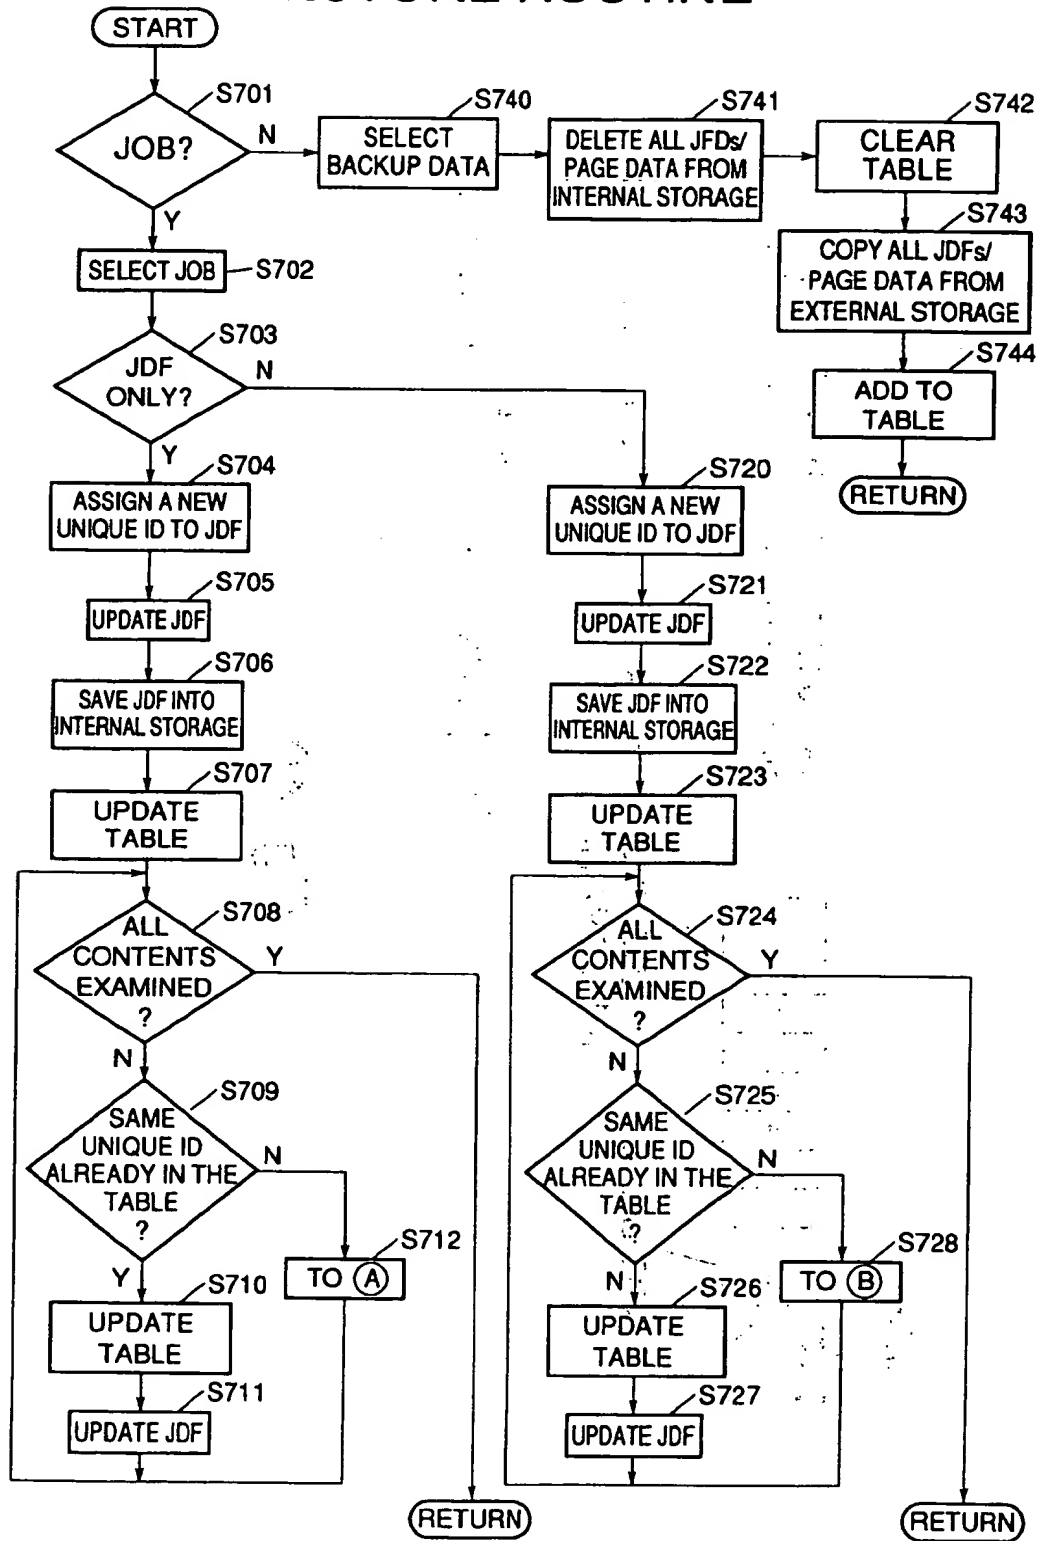 START
S701
JOB?
N
Y
S740
SELECT
BACKUP DATA
S741
DELETE ALL JFDs/
PAGE DATA FROM
INTERNAL STORAGE
S742
CLEAR
TABLE
S743
COPY ALL JDFs/
PAGE DATA FROM
EXTERNAL STORAGE
S744
ADD TO
TABLE
RETURN
SELECT JOB
S702
S703
JDF
ONLY?
N
Y
S704
ASSIGN A NEW
UNIQUE ID TO JDF
S705
UPDATE JDF
S706
SAVE JDF INTO
INTERNAL STORAGE
S707
UPDATE
TABLE
S708
ALL
CONTENTS
EXAMINED
?
Y
N
S709
SAME
UNIQUE ID
ALREADY IN THE
TABLE
?
N
Y
S712
TO A
S710
UPDATE
TABLE
S711
UPDATE JDF
RETURN
S720
ASSIGN A NEW
UNIQUE ID TO JDF
S721
UPDATE JDF
S722
SAVE JDF INTO
INTERNAL STORAGE
S723
UPDATE
TABLE
S724
ALL
CONTENTS
EXAMINED
?
Y
N
S725
SAME
UNIQUE ID
ALREADY IN THE
TABLE
?
N
N
S728
TO B
S726
UPDATE
TABLE
S727
UPDATE JDF
RETURN